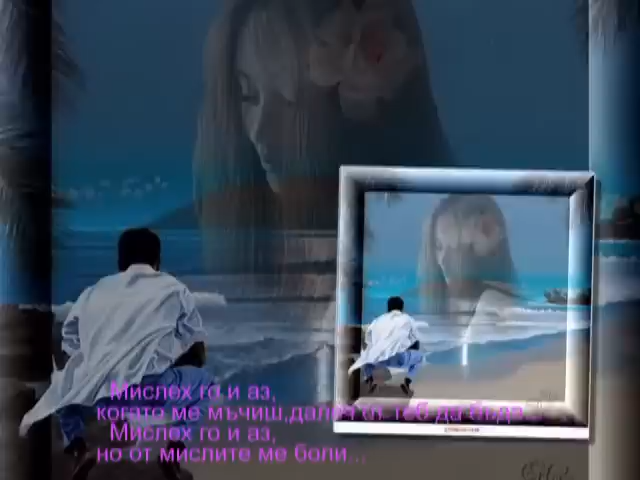 Мислех го и аз,
когато ме мъчиш,далеч от теб да бъда...
Мислех го и аз,
но от мислите ме боли...